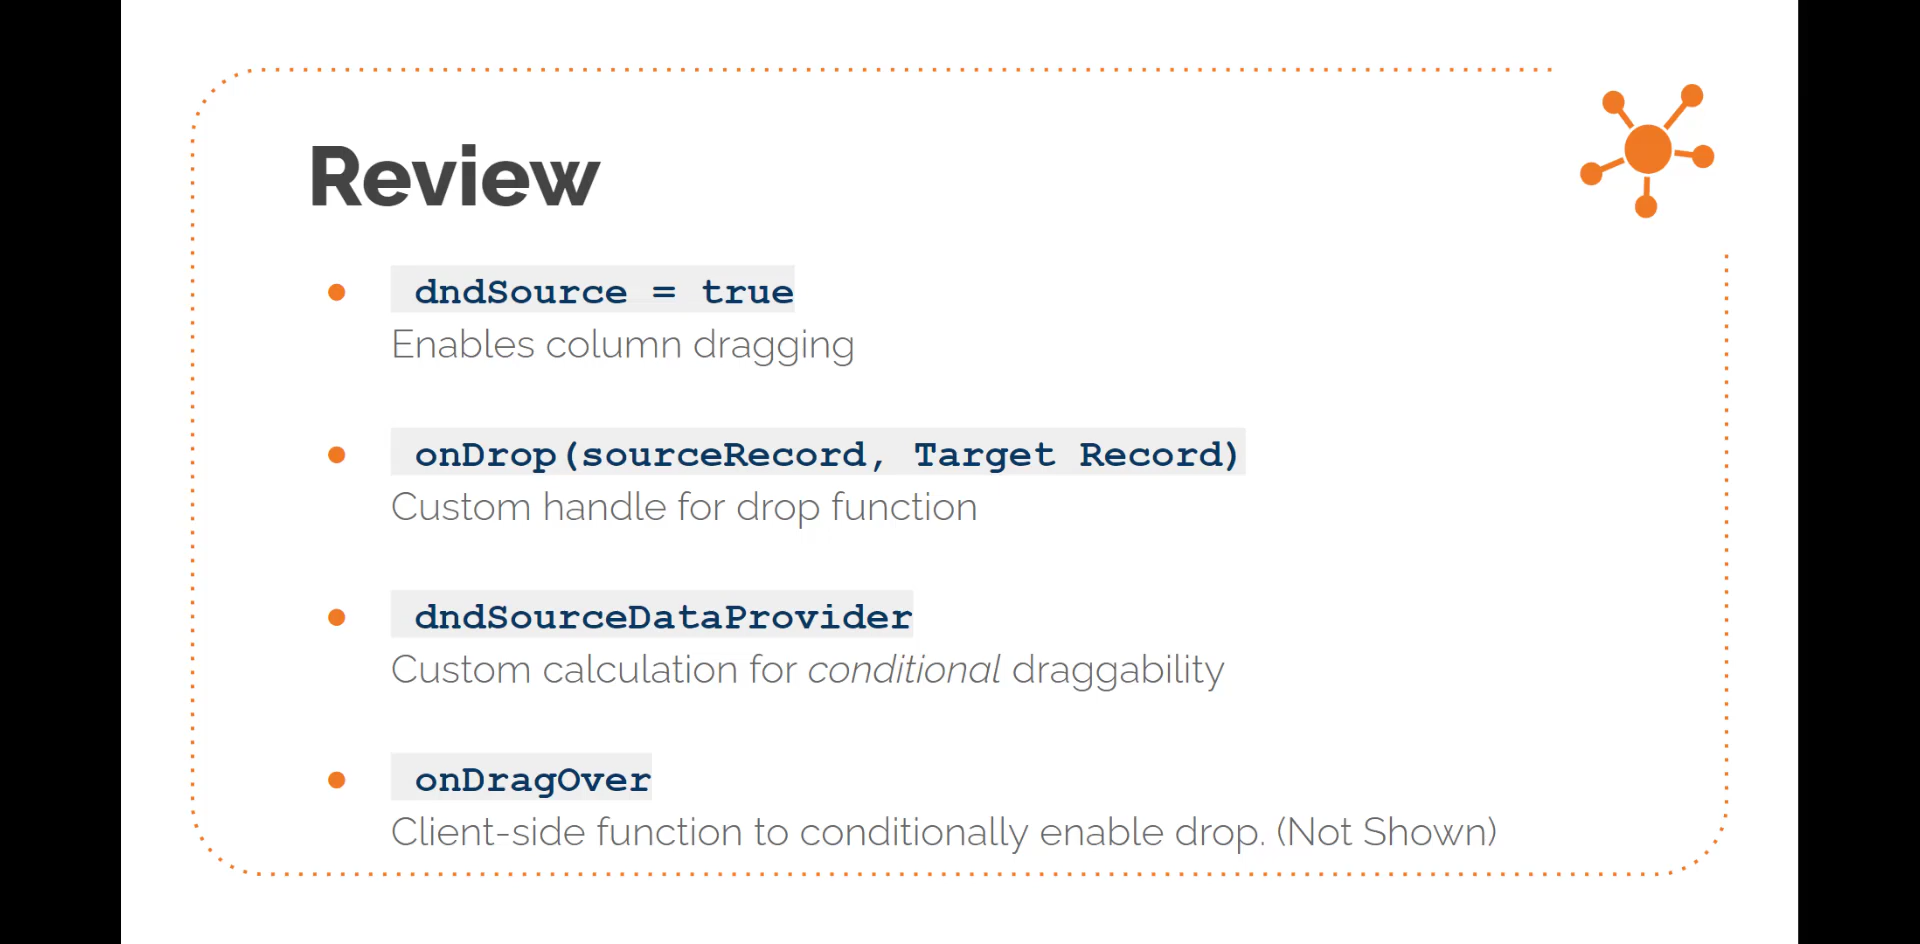 Review
dndSource = true
Enables column dragging
onDrop(sourceRecord, Target Record)
Custom handle for drop function
dndSourceDataProvider
Custom calculation for conditional draggability
onDragOver
Client-side function to conditionally enable drop. (Not Shown)